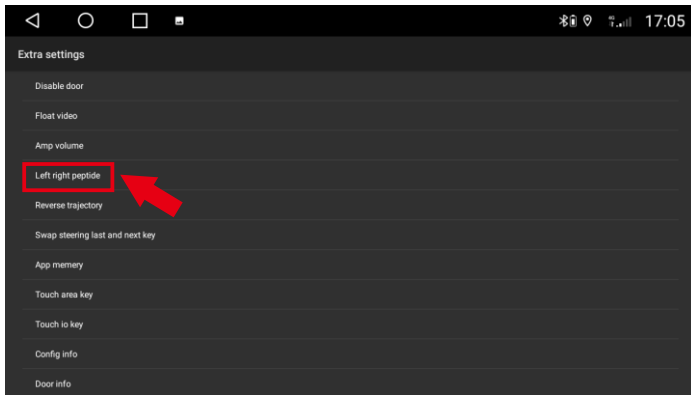 17:05
Extra settings
Disable door
Float video
Amp volume
Left right peptide
Reverse trajectory
Swap steering last and next key
App memery
Touch area key
Touch io key
Config info
Door info